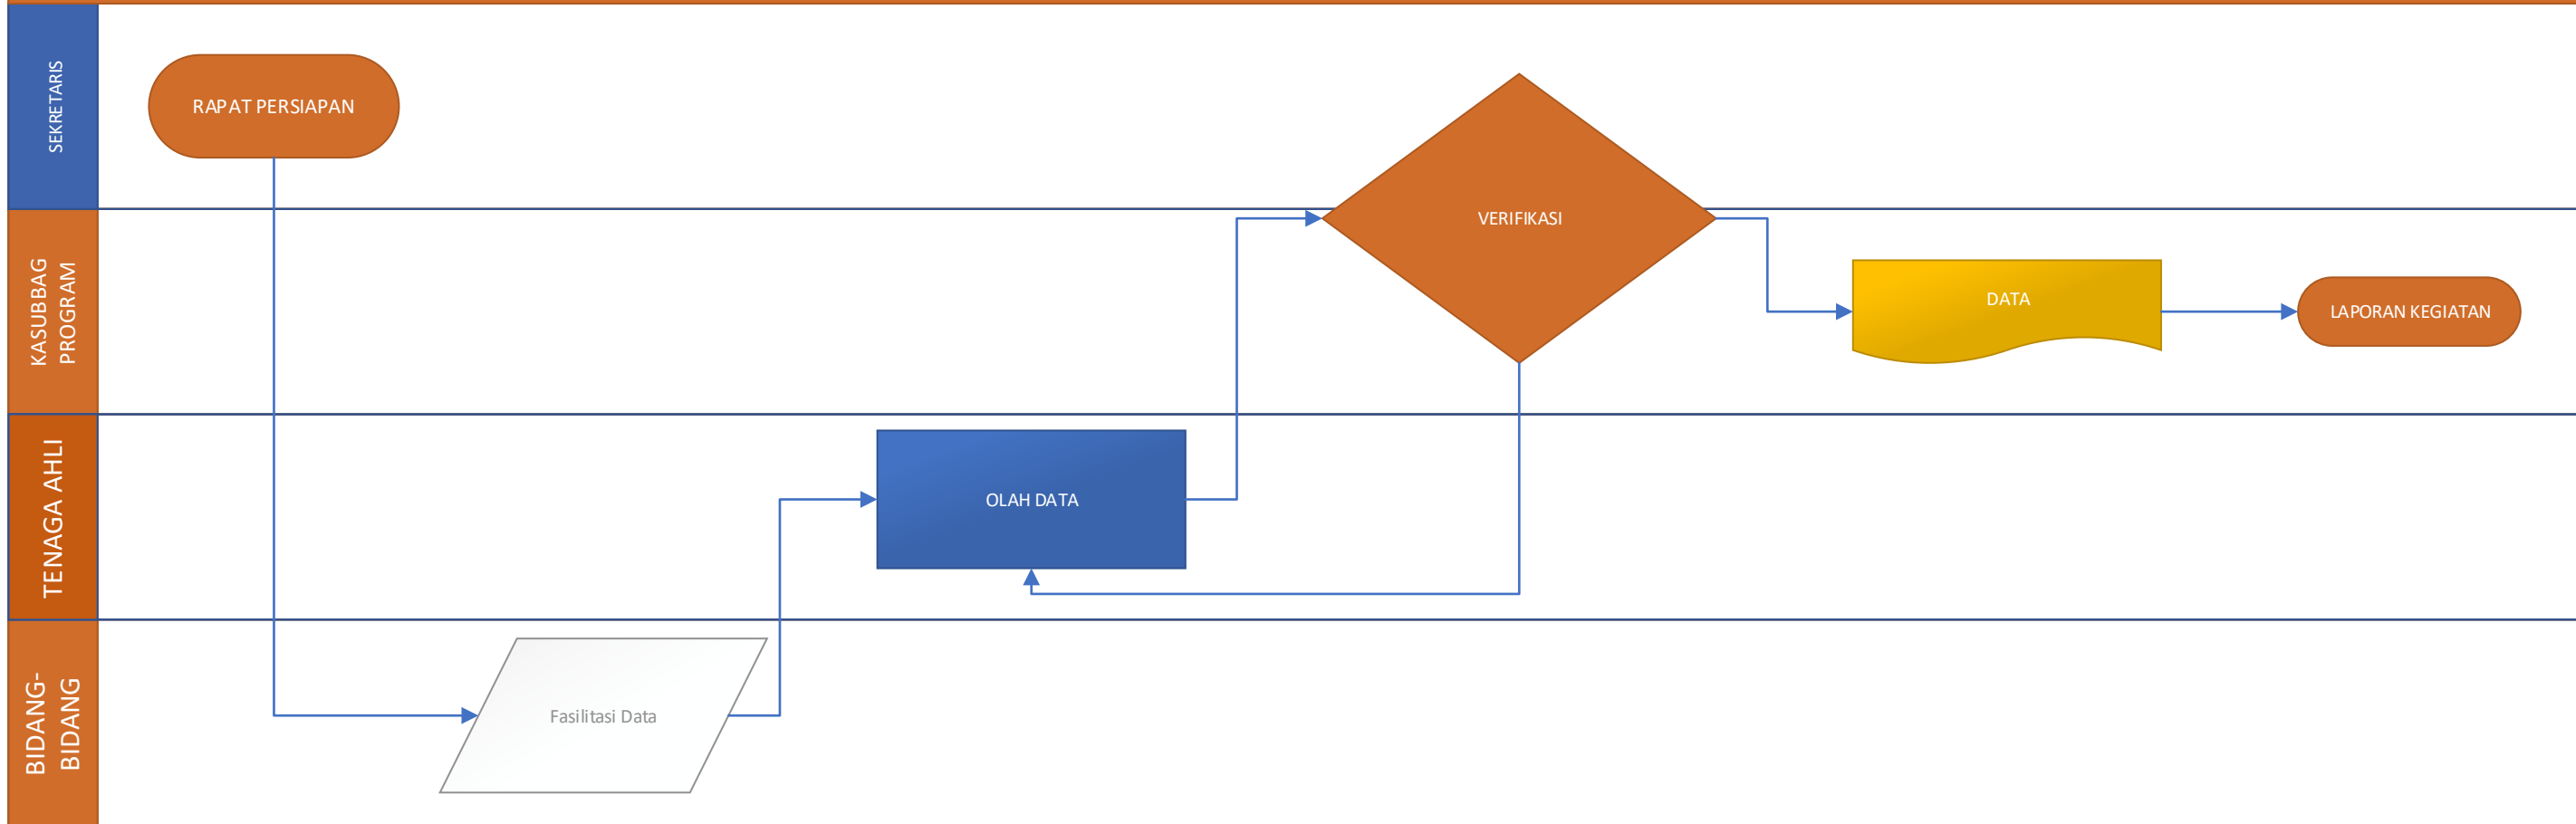 SEKRETARIS
RAPAT PERSIAPAN
VERIFIKASI
KASUBBAG
PROGRAM
DATA
LAPORAN KEGIATAN
TENAGA AHLI
OLAH DATA
BIDANG-
BIDANG
Fasilitasi Data